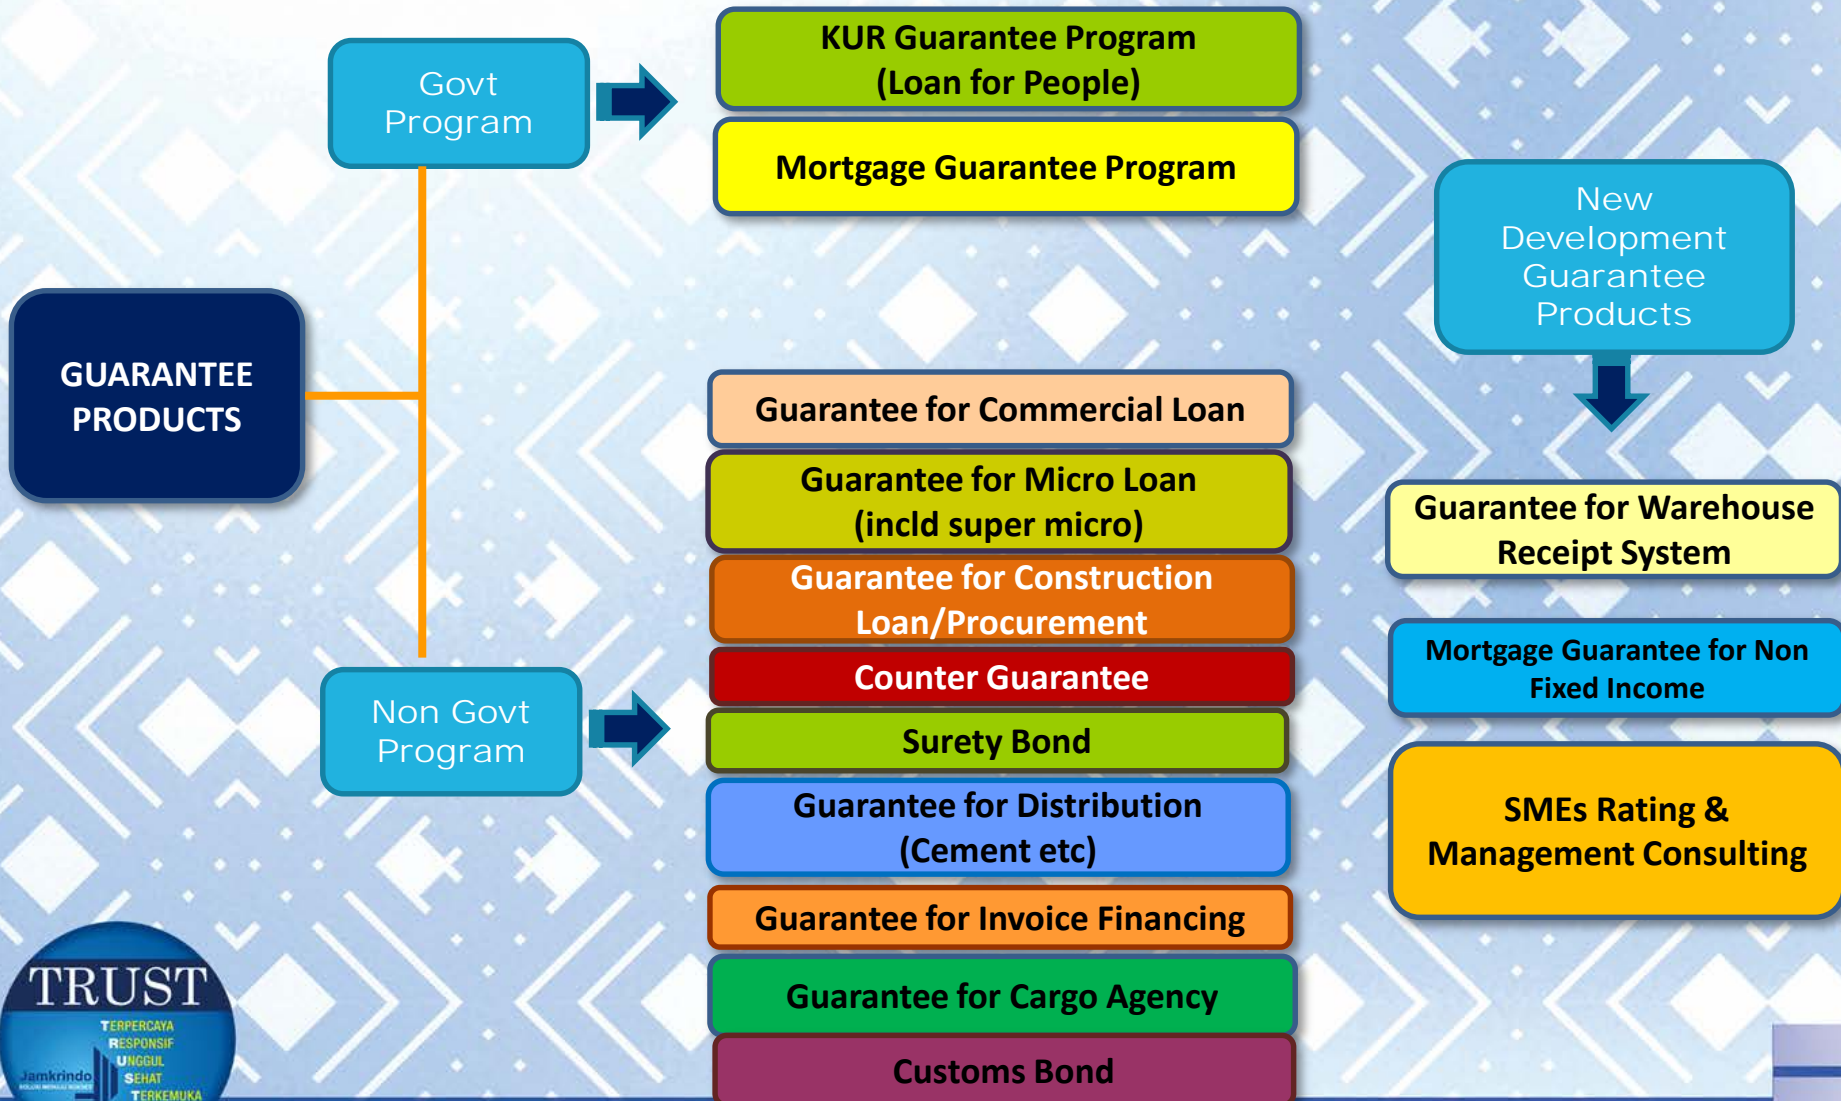 GUARANTEE
PRODUCTS
Govt
Program
KUR Guarantee Program
(Loan for People)
Mortgage Guarantee Program
Non Govt
Program
Guarantee for Commercial Loan
Guarantee for Micro Loan
(incld super micro)
Guarantee for Construction
Loan/Procurement
Counter Guarantee
Surety Bond
Guarantee for Distribution
(Cement etc)
Guarantee for Invoice Financing
Guarantee for Cargo Agency
Customs Bond
New
Development
Guarantee
Products
Guarantee for Warehouse
Receipt System
Mortgage Guarantee for Non
Fixed Income
SMEs Rating &
Management Consulting
TRUST
TERPERCAYA
RESPONSIF
UNGGUL
SEHAT
TERKEMUKA
Jamkrindo